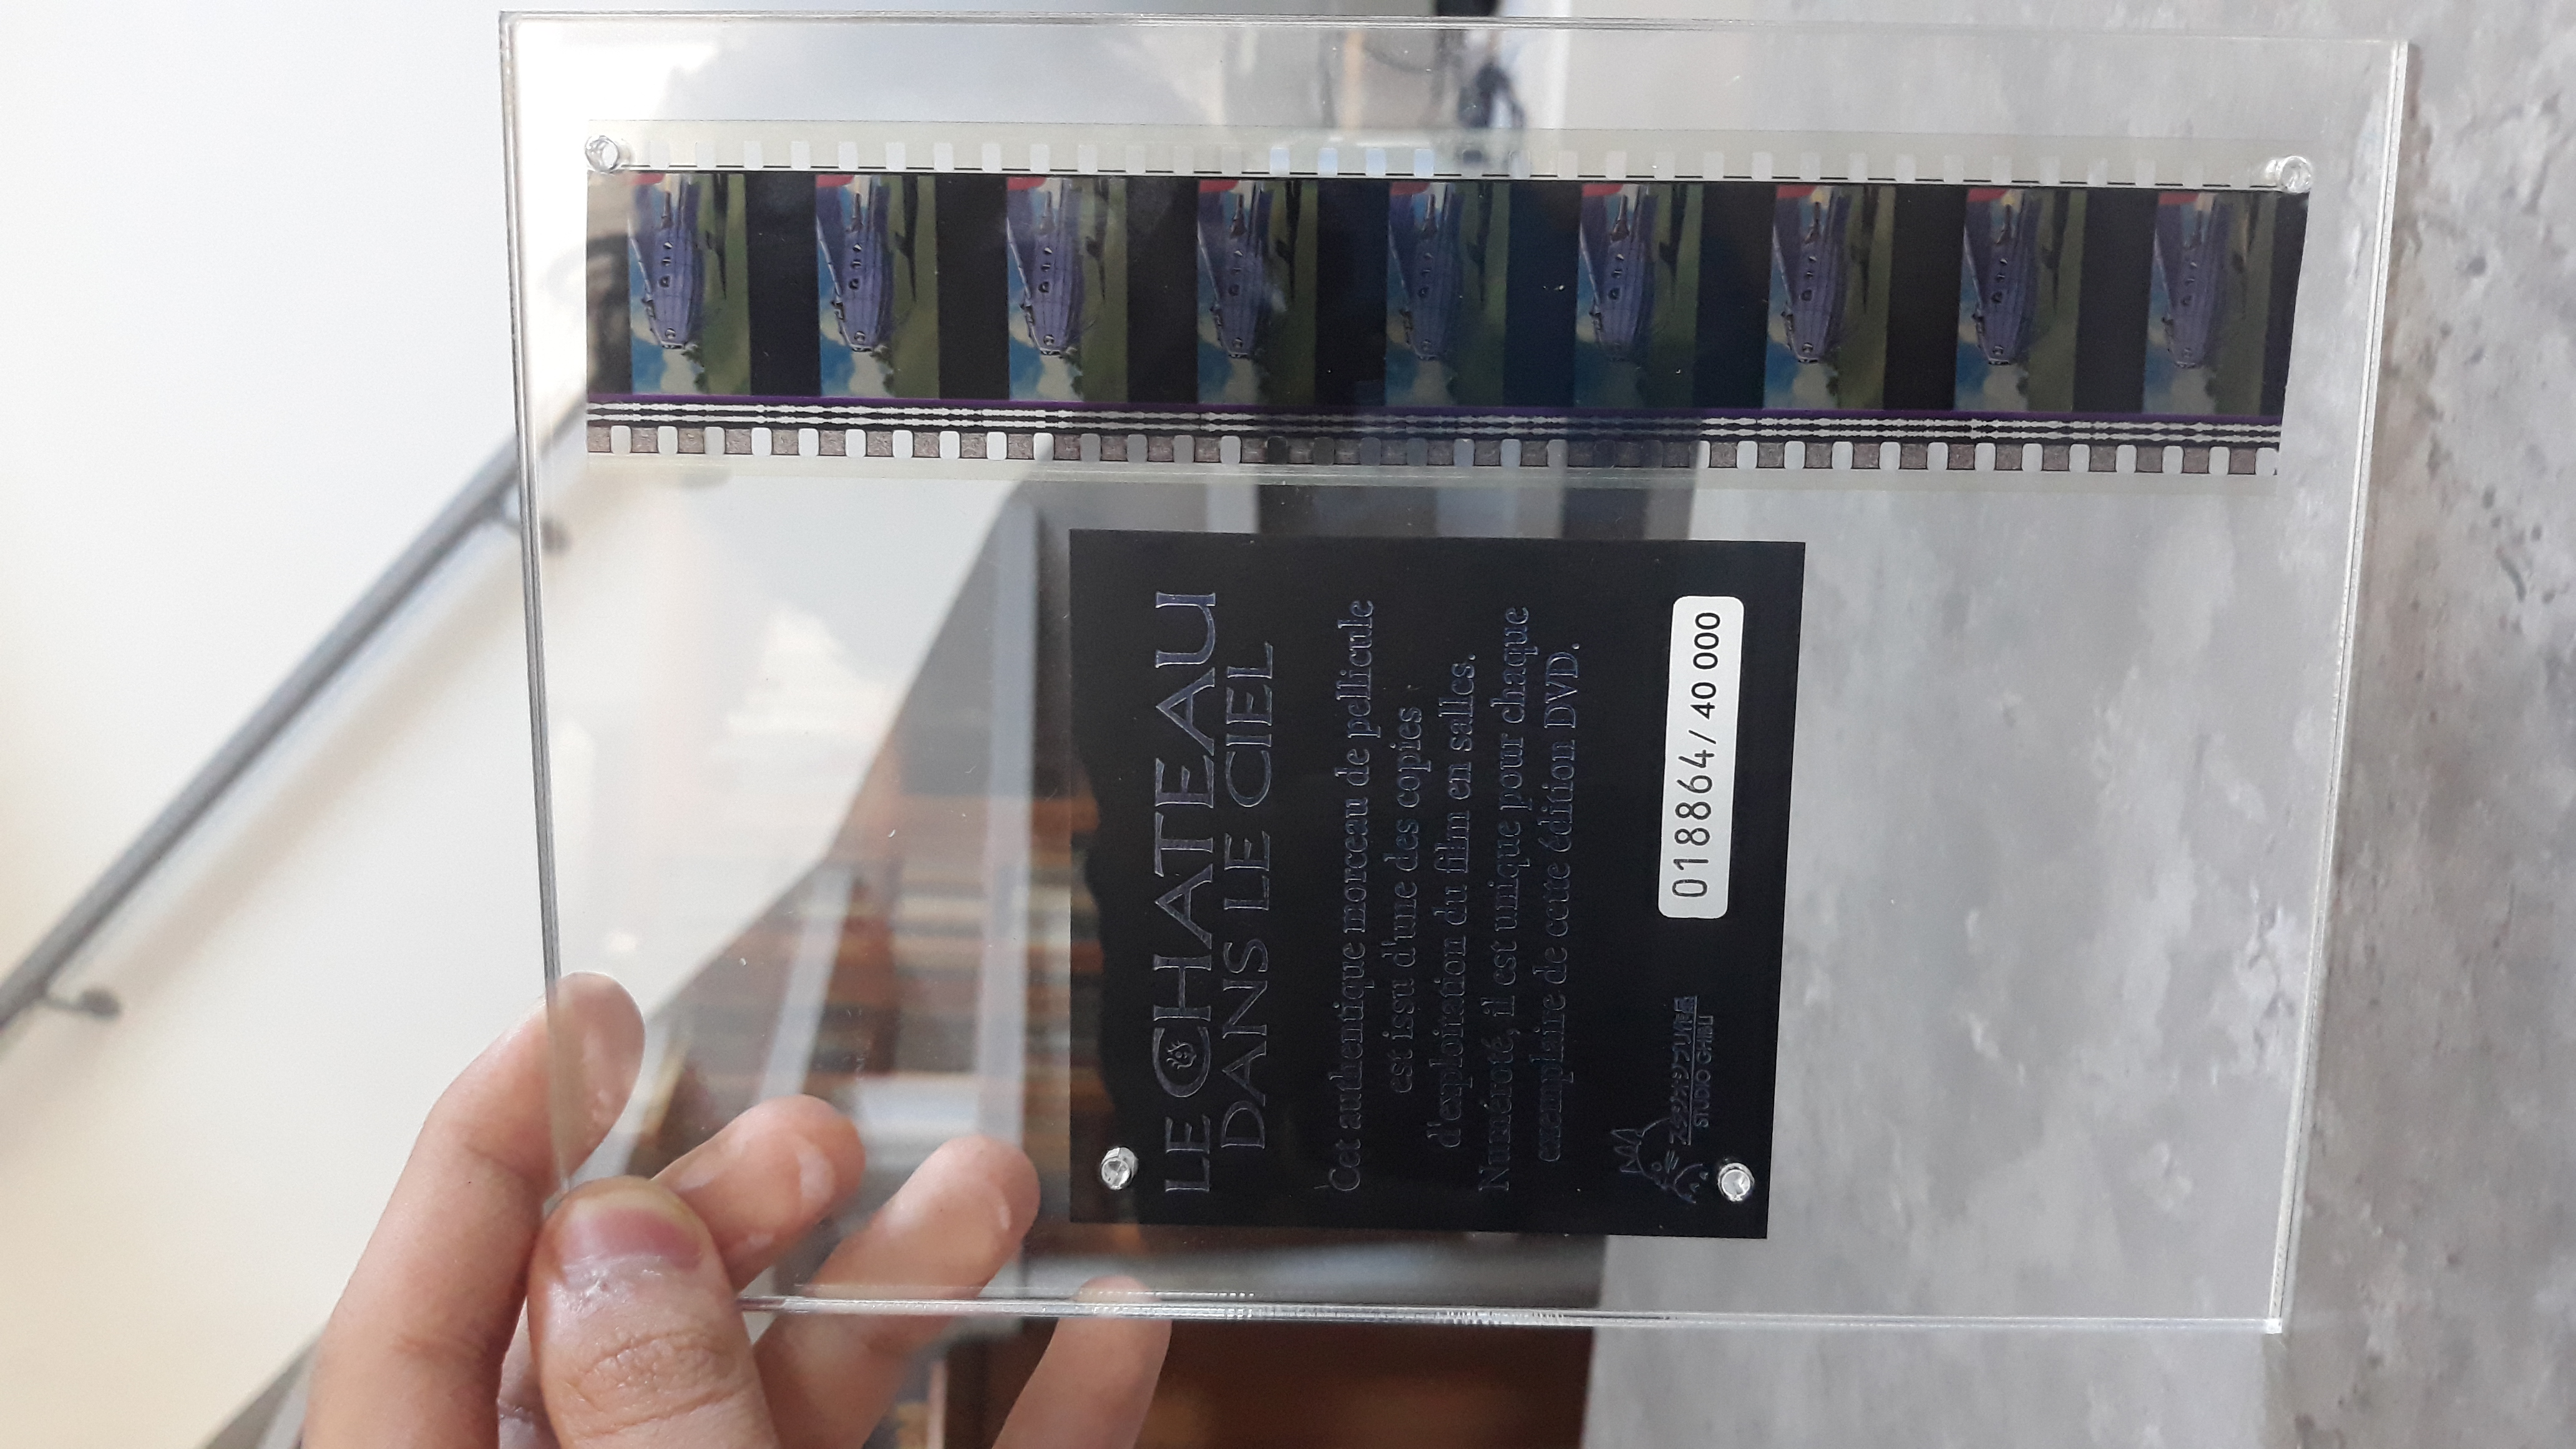 LE CHATEAU
DANS LE CIEL
Cet authentique morceau de pellicule
est issu d'une des copies
d'exploitation du film en salles.
Numéroté, il est unique pour chaque
exemplaire de cette édition DVD.
スタジオジブリ作品
STUDIO GHIBLI
018864/ 40 000